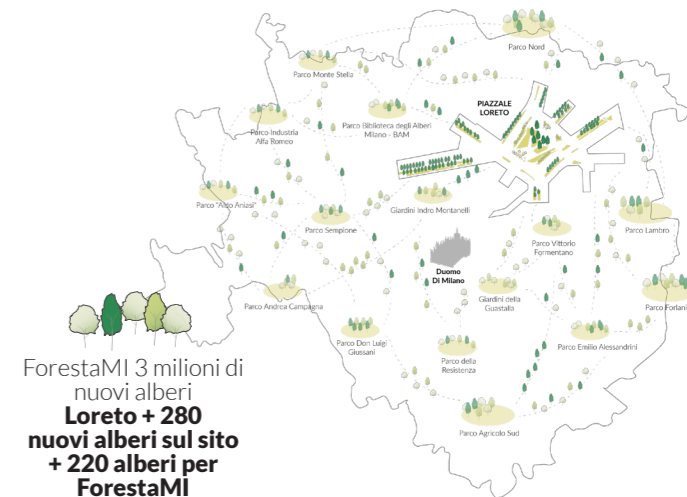 Parco Nord
Parco Monte Stella
PIAZZALE
LORETO
Parco Industria
Alfa Romeo
Parco Biblioteca degli Alberi
Milano - BAM
Parco "Aldo Aniasi"
Giardini Indro Montanelli
Parco Sempione
Parco Lambro
Parco Vittorio
Formentano
Duomo
Di Milano
Parco Andrea Campagna
Giardini della
Guastalla
Parco Forlani
Parco Don Luigi
Giussani
Parco della
Resistenza
Parco Emilio Alessandrini
Parco Agricolo Sud
ForestaMI 3 milioni di
nuovi alberi
Loreto + 280
nuovi alberi sul sito
+ 220 alberi per
ForestaMI